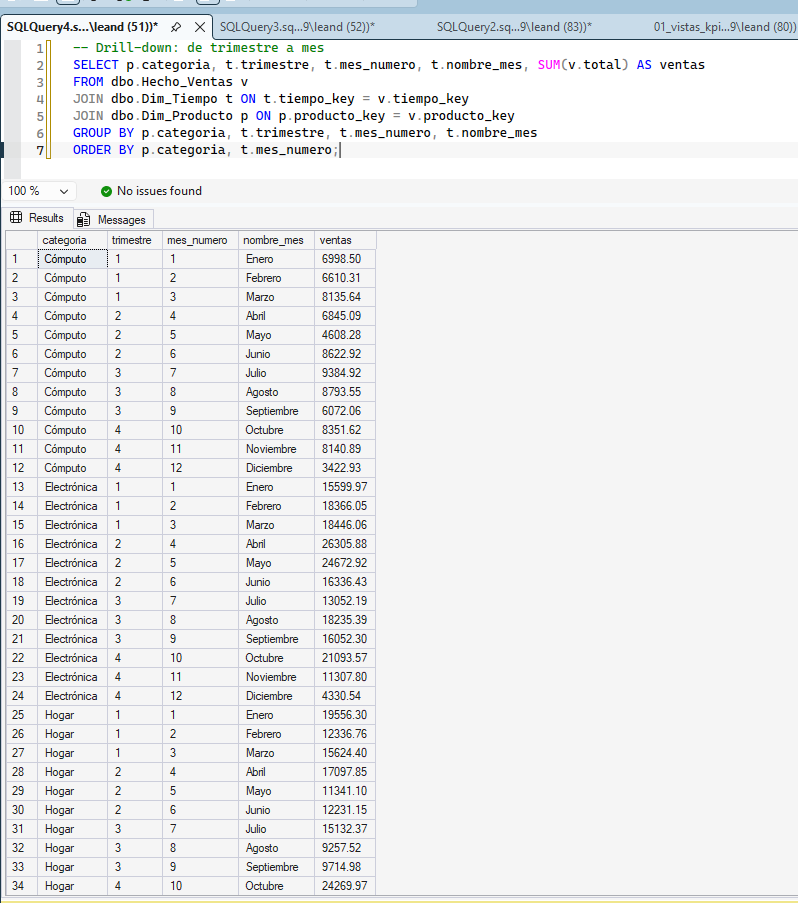 SQLQuery4.s...\leand (51))* SQLQuery3.sq...9\leand (52))* SQLQuery2.sq...9\leand (83))* 01_vistas_kpi...9\leand (80))
1 -- Drill-down: de trimestre a mes
2 SELECT p.categoria, t.trimestre, t.mes_numero, t.nombre_mes, SUM(v.total) AS ventas
3 FROM dbo.Hecho_Ventas v
4 JOIN dbo.Dim_Tiempo t ON t.tiempo_key = v.tiempo_key
5 JOIN dbo.Dim_Producto p ON p.producto_key = v.producto_key
6 GROUP BY p.categoria, t.trimestre, t.mes_numero, t.nombre_mes
7 ORDER BY p.categoria, t.mes_numero;
100 % No issues found
Results Messages
categoria trimestre mes_numero nombre_mes ventas
1 Cómputo 1 1 Enero 6998.50
2 Cómputo 1 2 Febrero 6610.31
3 Cómputo 1 3 Marzo 8135.64
4 Cómputo 2 4 Abril 6845.09
5 Cómputo 2 5 Mayo 4608.28
6 Cómputo 2 6 Junio 8622.92
7 Cómputo 3 7 Julio 9384.92
8 Cómputo 3 8 Agosto 8793.55
9 Cómputo 3 9 Septiembre 6072.06
10 Cómputo 4 10 Octubre 8351.62
11 Cómputo 4 11 Noviembre 8140.89
12 Cómputo 4 12 Diciembre 3422.93
13 Electrónica 1 1 Enero 15599.97
14 Electrónica 1 2 Febrero 18366.05
15 Electrónica 1 3 Marzo 18446.06
16 Electrónica 2 4 Abril 26305.88
17 Electrónica 2 5 Mayo 24672.92
18 Electrónica 2 6 Junio 16336.43
19 Electrónica 3 7 Julio 13052.19
20 Electrónica 3 8 Agosto 18235.39
21 Electrónica 3 9 Septiembre 16052.30
22 Electrónica 4 10 Octubre 21093.57
23 Electrónica 4 11 Noviembre 11307.80
24 Electrónica 4 12 Diciembre 4330.54
25 Hogar 1 1 Enero 19556.30
26 Hogar 1 2 Febrero 12336.76
27 Hogar 1 3 Marzo 15624.40
28 Hogar 2 4 Abril 17097.85
29 Hogar 2 5 Mayo 11341.10
30 Hogar 2 6 Junio 12231.15
31 Hogar 3 7 Julio 15132.37
32 Hogar 3 8 Agosto 9257.52
33 Hogar 3 9 Septiembre 9714.98
34 Hogar 4 10 Octubre 24269.97